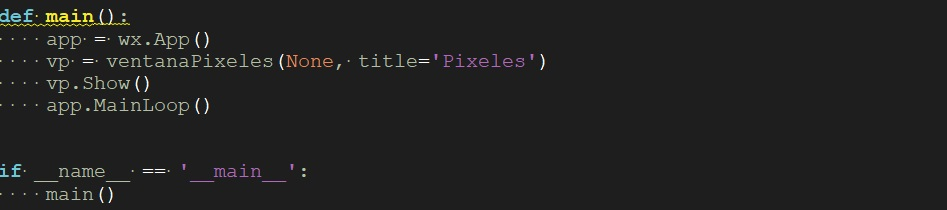 def main():
    app = wx.App()
    vp = ventanaPixeles(None, title='Pixeles')
    vp.Show()
    app.MainLoop()
if __name__ == '__main__':
    main()